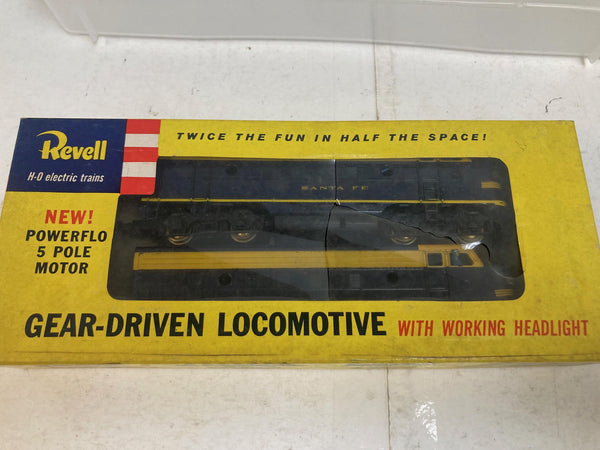 Revell
H-O electric trains
TWICE THE FUN IN HALF THE SPACE!
NEW!
POWERFLO
5 POLE
MOTOR
SANTA FE
GEAR-DRIVEN LOCOMOTIVE WITH WORKING HEADLIGHT